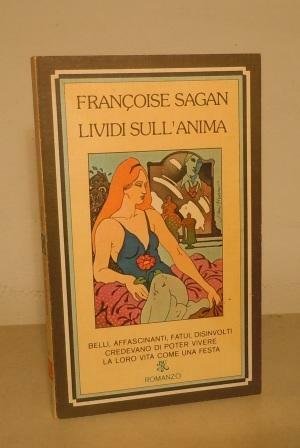 FRANÇOISE SAGAN
LIVIDI SULL'ANIMA
BELLI, AFFASCINANTI, FATUI, DISINVOLTI
CREDEVANO DI POTER VIVERE
LA LORO VITA COME UNA FESTA
ROMANZO